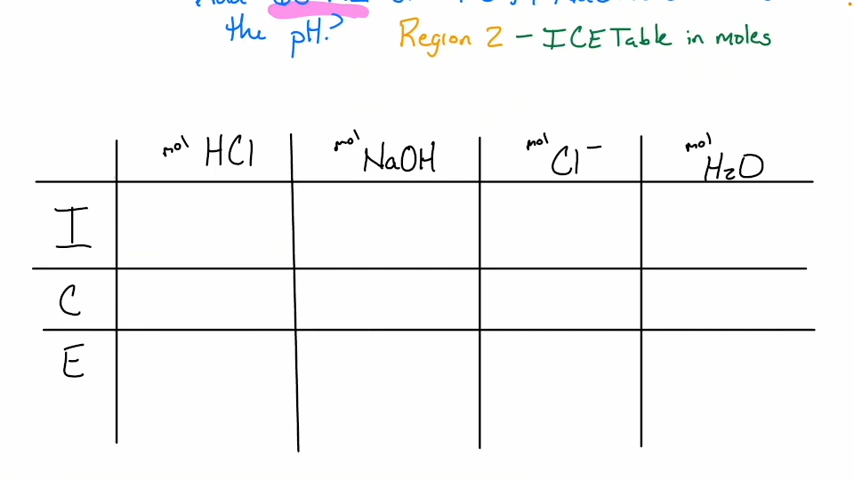 the pH? Region 2 - ICE Table in moles
mol HCl mol NaOH mol Cl⁻ mol H₂O
I
C
E